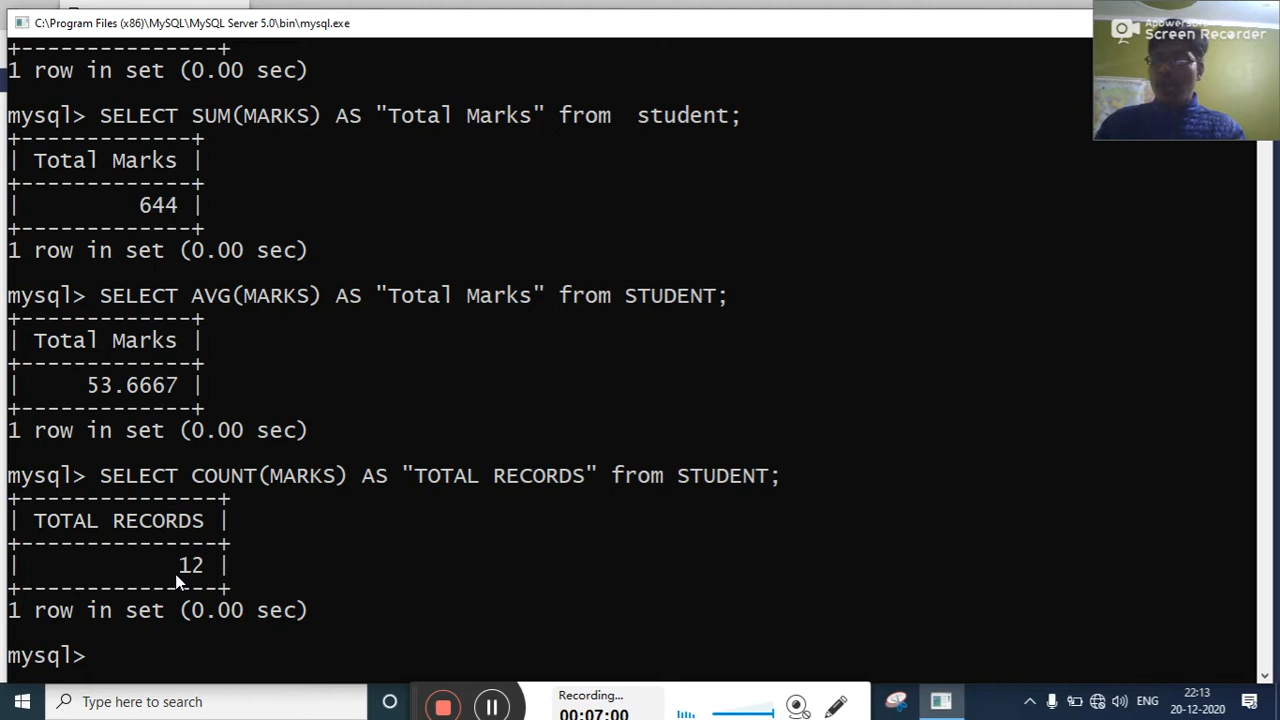 C:\Program Files (x86)\MySQL\MySQL Server 5.0\bin\mysql.exe
Apowersoft
Screen Recorder
+----------------+
1 row in set (0.00 sec)
mysql> SELECT SUM(MARKS) AS "Total Marks" from  student;
+-------------+
| Total Marks |
+-------------+
|         644 |
+-------------+
1 row in set (0.00 sec)
mysql> SELECT AVG(MARKS) AS "Total Marks" from STUDENT;
+-------------+
| Total Marks |
+-------------+
|     53.6667 |
+-------------+
1 row in set (0.00 sec)
mysql> SELECT COUNT(MARKS) AS "TOTAL RECORDS" from STUDENT;
+---------------+
| TOTAL RECORDS |
+---------------+
|            12 |
+---------------+
1 row in set (0.00 sec)
mysql>
Type here to search
Recording...
00:07:00
ENG
22:13
20-12-2020